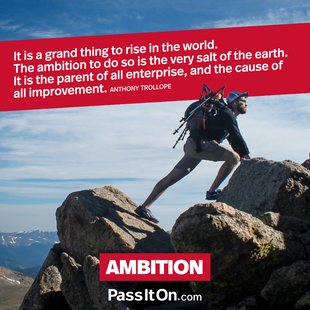 It is a grand thing to rise in the world.
The ambition to do so is the very salt of the earth.
It is the parent of all enterprise, and the cause of
all improvement. ANTHONY TROLLOPE
AMBITION
PassItOn.com